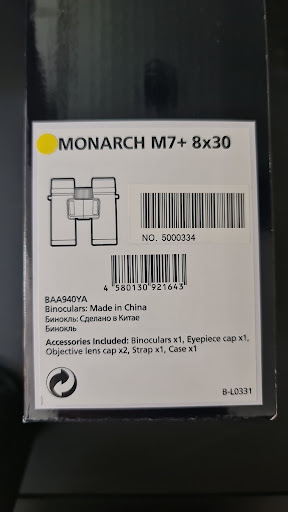 MONARCH M7+ 8x30
NO. 5000334
4 580130 921643
BAA940YA
Binoculars: Made in China
Бинокль: Сделано в Китае
Бинокль
Accessories Included: Binoculars x1, Eyepiece cap x1,
Objective lens cap x2, Strap x1, Case x1
B-L0331